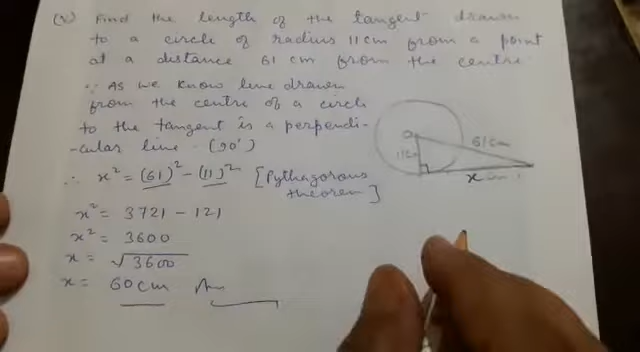 (v) Find the length of the tangent drawn
to a circle of radius 11cm from a point
at a distance 61 cm from the centre.
∵ As we know line drawn
from the centre of a circle
to the tangent is a perpendi-
-cular line. (90°)
∴ x² = (61)² - (11)² [Pythagorous
theorem]
x² = 3721 - 121
x² = 3600
x = √3600
x = 60cm Ans
O
61cm
11cm
x cm